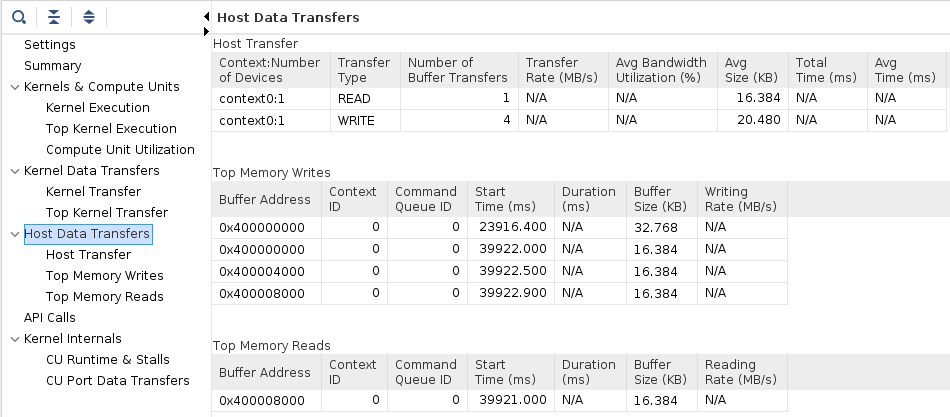 Host Data Transfers
Settings
Summary
Kernels & Compute Units
Kernel Execution
Top Kernel Execution
Compute Unit Utilization
Kernel Data Transfers
Kernel Transfer
Top Kernel Transfer
Host Data Transfers
Host Transfer
Top Memory Writes
Top Memory Reads
API Calls
Kernel Internals
CU Runtime & Stalls
CU Port Data Transfers
Host Transfer
Context:Number of Devices Transfer Type Number of Buffer Transfers Transfer Rate (MB/s) Avg Bandwidth Utilization (%) Avg Size (KB) Total Time (ms) Avg Time (ms)
context0:1 READ 1 N/A N/A 16.384 N/A N/A
context0:1 WRITE 4 N/A N/A 20.480 N/A N/A
Top Memory Writes
Buffer Address Context ID Command Queue ID Start Time (ms) Duration (ms) Buffer Size (KB) Writing Rate (MB/s)
0x400000000 0 0 23916.400 N/A 32.768 N/A
0x400000000 0 0 39922.000 N/A 16.384 N/A
0x400004000 0 0 39922.500 N/A 16.384 N/A
0x400008000 0 0 39922.900 N/A 16.384 N/A
Top Memory Reads
Buffer Address Context ID Command Queue ID Start Time (ms) Duration (ms) Buffer Size (KB) Reading Rate (MB/s)
0x400008000 0 0 39921.000 N/A 16.384 N/A